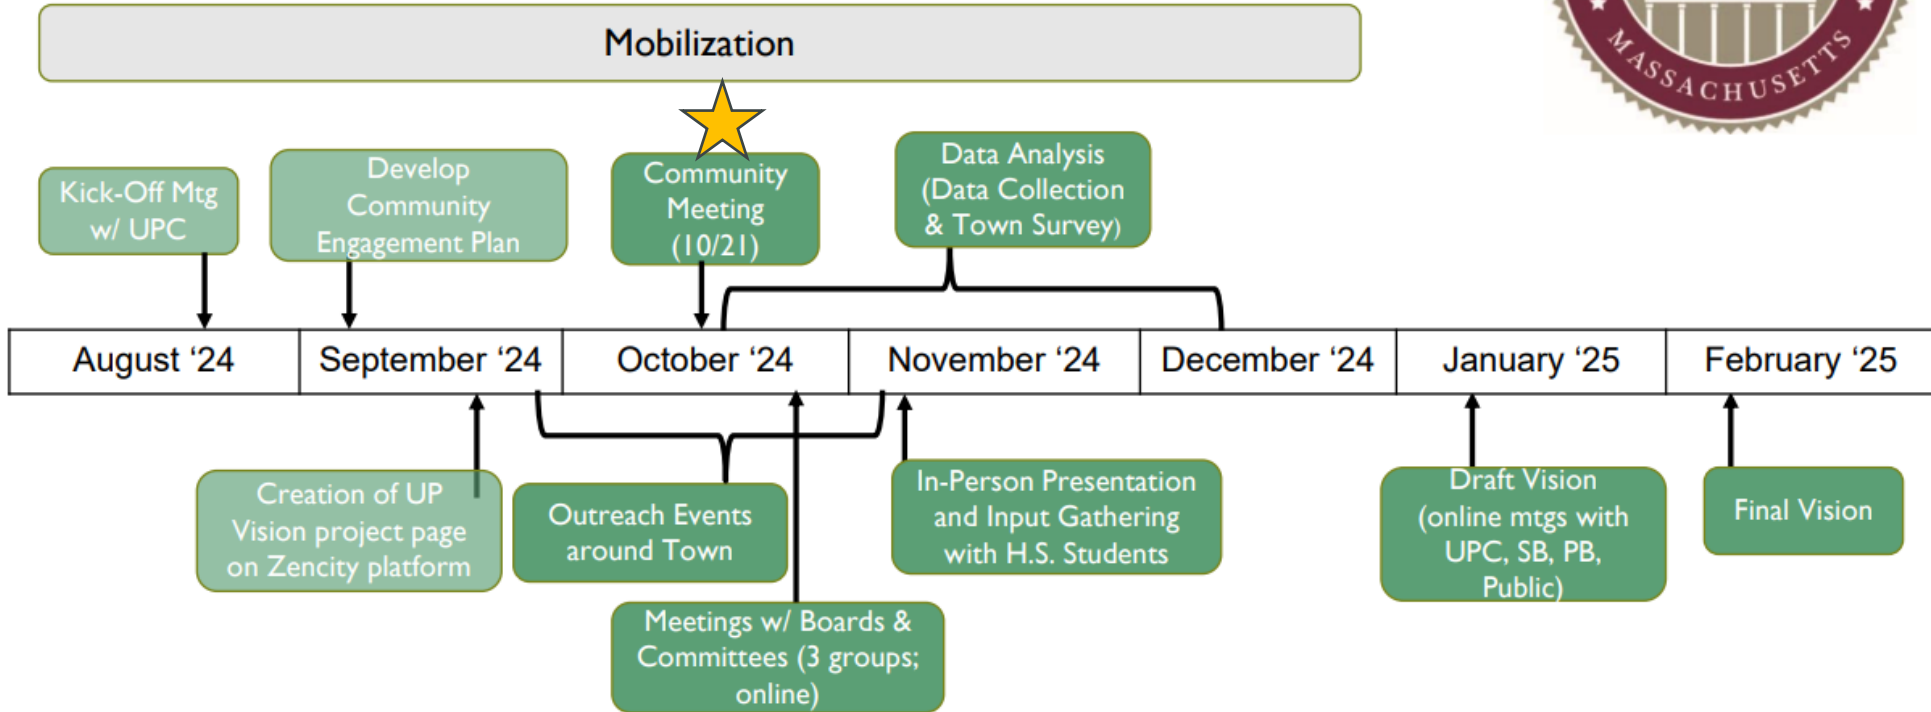 Mobilization
MASSACHUSETTS
Kick-Off Mtg
w/ UPC
Develop
Community
Engagement Plan
Community
Meeting
(10/21)
Data Analysis
(Data Collection
& Town Survey)
August ‘24
September ‘24
October ‘24
November ‘24
December ‘24
January ‘25
February ‘25
Creation of UP
Vision project page
on Zencity platform
Outreach Events
around Town
Meetings w/ Boards &
Committees (3 groups;
online)
In-Person Presentation
and Input Gathering
with H.S. Students
Draft Vision
(online mtgs with
UPC, SB, PB,
Public)
Final Vision